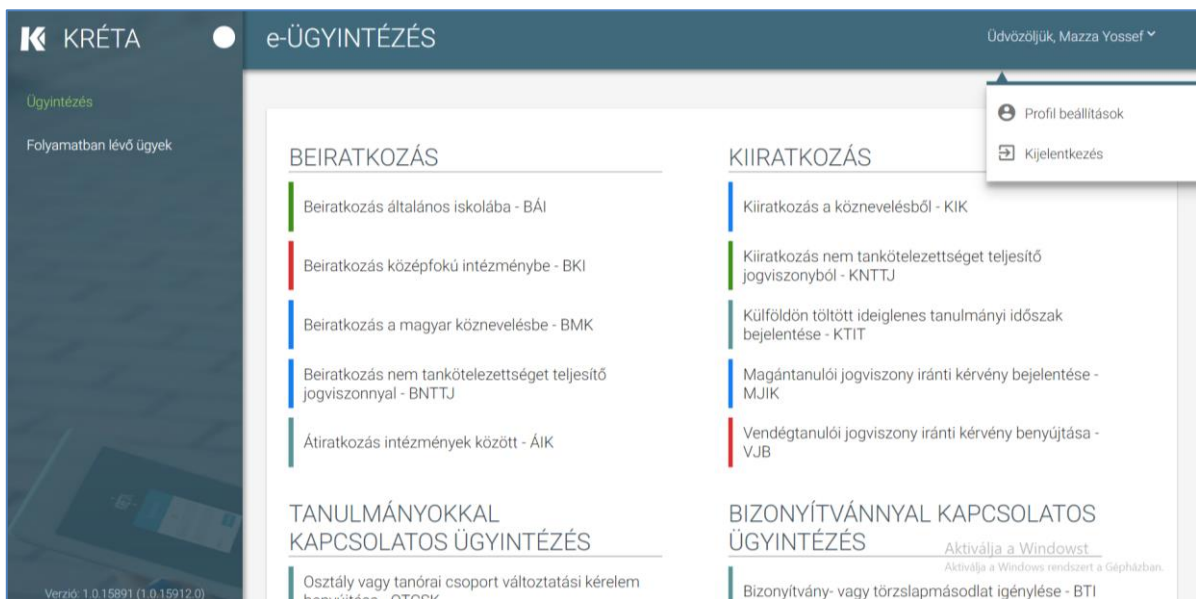 KRÉTA
e-ÜGYINTÉZÉS
Üdvözöljük, Mazza Yossef
Profil beállítások
Kijelentkezés
Ügyintézés
Folyamatban lévő ügyek
BEIRATKOZÁS
Beiratkozás általános iskolába - BÁI
Beiratkozás középfokú intézménybe - BKI
Beiratkozás a magyar köznevelésbe - BMK
Beiratkozás nem tankötelezettséget teljesítő
jogviszonnyal - BNTTJ
Átiratkozás intézmények között - ÁIK
KIIRATKOZÁS
Kiiratkozás a köznevelésből - KIK
Kiiratkozás nem tankötelezettséget teljesítő
jogviszonyból - KNTTJ
Külföldön töltött ideiglenes tanulmányi időszak
bejelentése - KTIT
Magántanulói jogviszony iránti kérvény bejelentése -
MJIK
Vendégtanulói jogviszony iránti kérvény benyújtása -
VJB
TANULMÁNYOKKAL
KAPCSOLATOS ÜGYINTÉZÉS
Osztály vagy tanórai csoport változtatási kérelem
BIZONYÍTVÁNNYAL KAPCSOLATOS
ÜGYINTÉZÉS
Bizonyítvány- vagy törzslapmásodlat igénylése - BTI
Aktiválja a Windowst
Aktiválja a Windows rendszert a Gépházban.
Verzió: 1.0.15891 (1.0.15912.0)